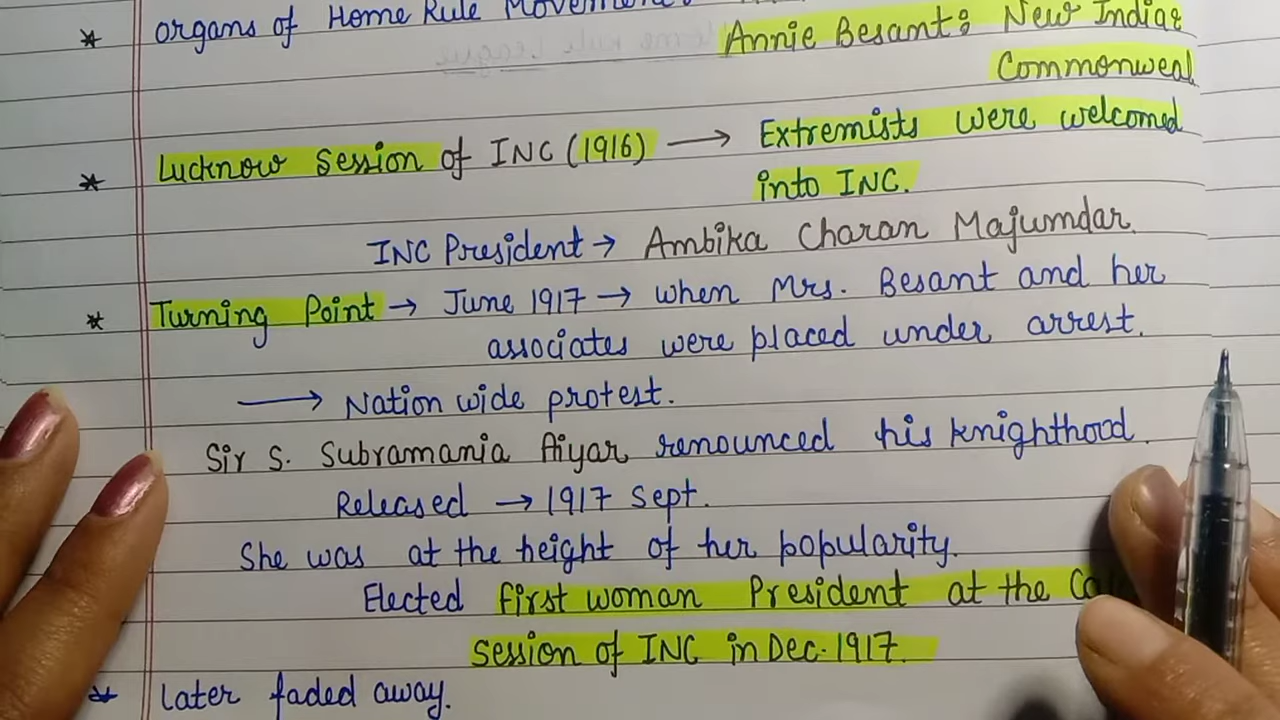 * organs of Home Rule Movement
Annie Besant: New India:
Commonweal
* Lucknow Session of INC (1916) → Extremists were welcomed
into INC.
INC President → Ambika Charan Majumdar.
* Turning Point → June 1917 → when Mrs. Besant and her
associates were placed under arrest.
→ Nation wide protest.
Sir S. Subramania Aiyar renounced his knighthood.
Released → 1917 Sept.
She was at the height of her popularity.
Elected first woman President at the
session of INC in Dec. 1917.
* Later faded away.